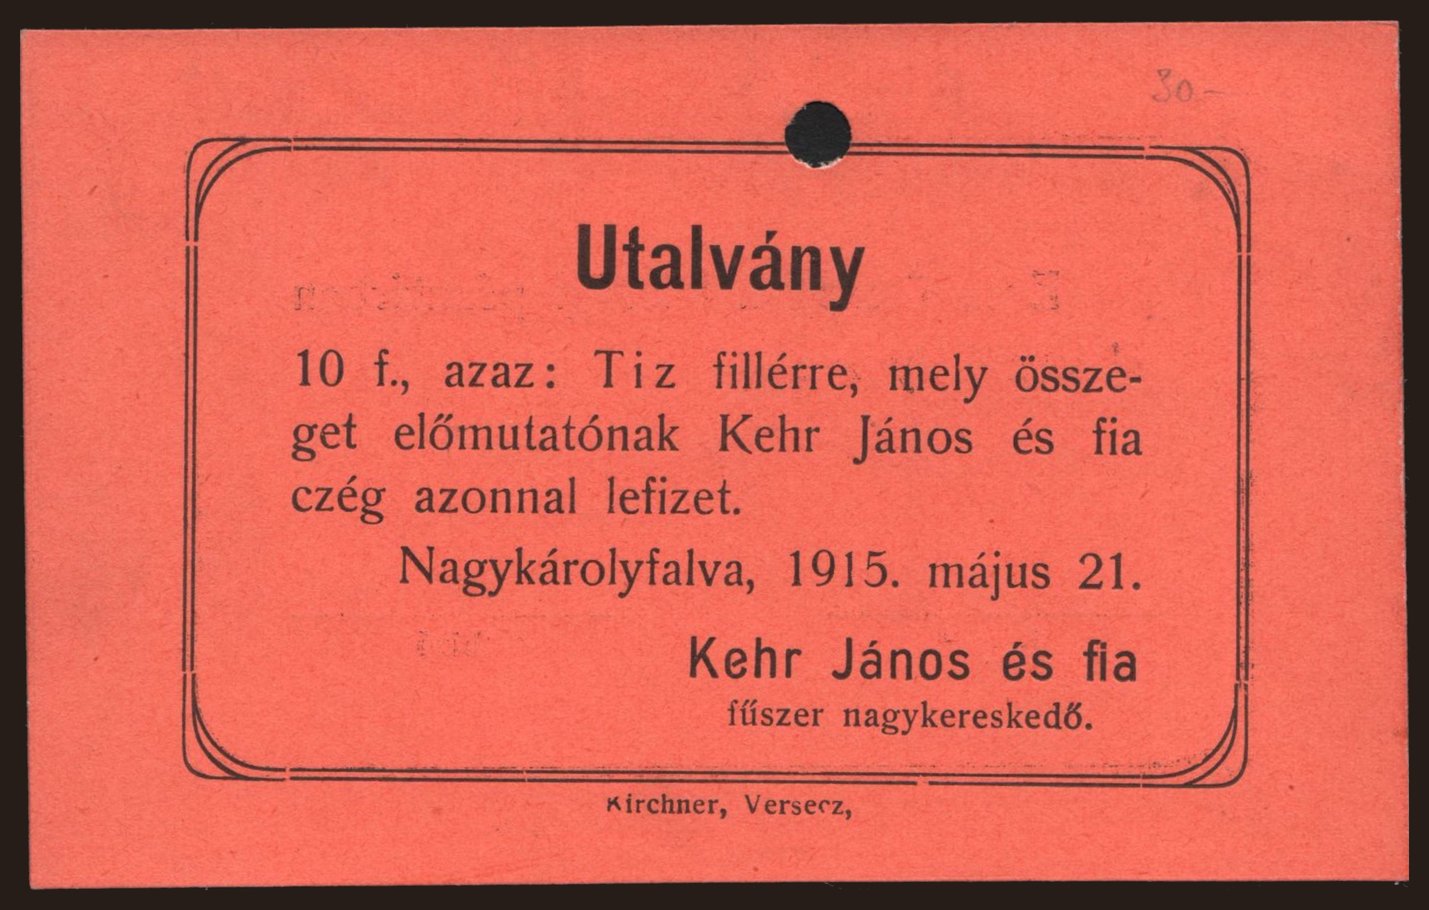 30.-
Utalvány
10 f., azaz: Tiz fillérre, mely össze-
get előmutatónak Kehr János és fia
czég azonnal lefizet.
Nagykárolyfalva, 1915. május 21.
Kehr János és fia
fűszer nagykereskedő.
Kirchner, Versecz,